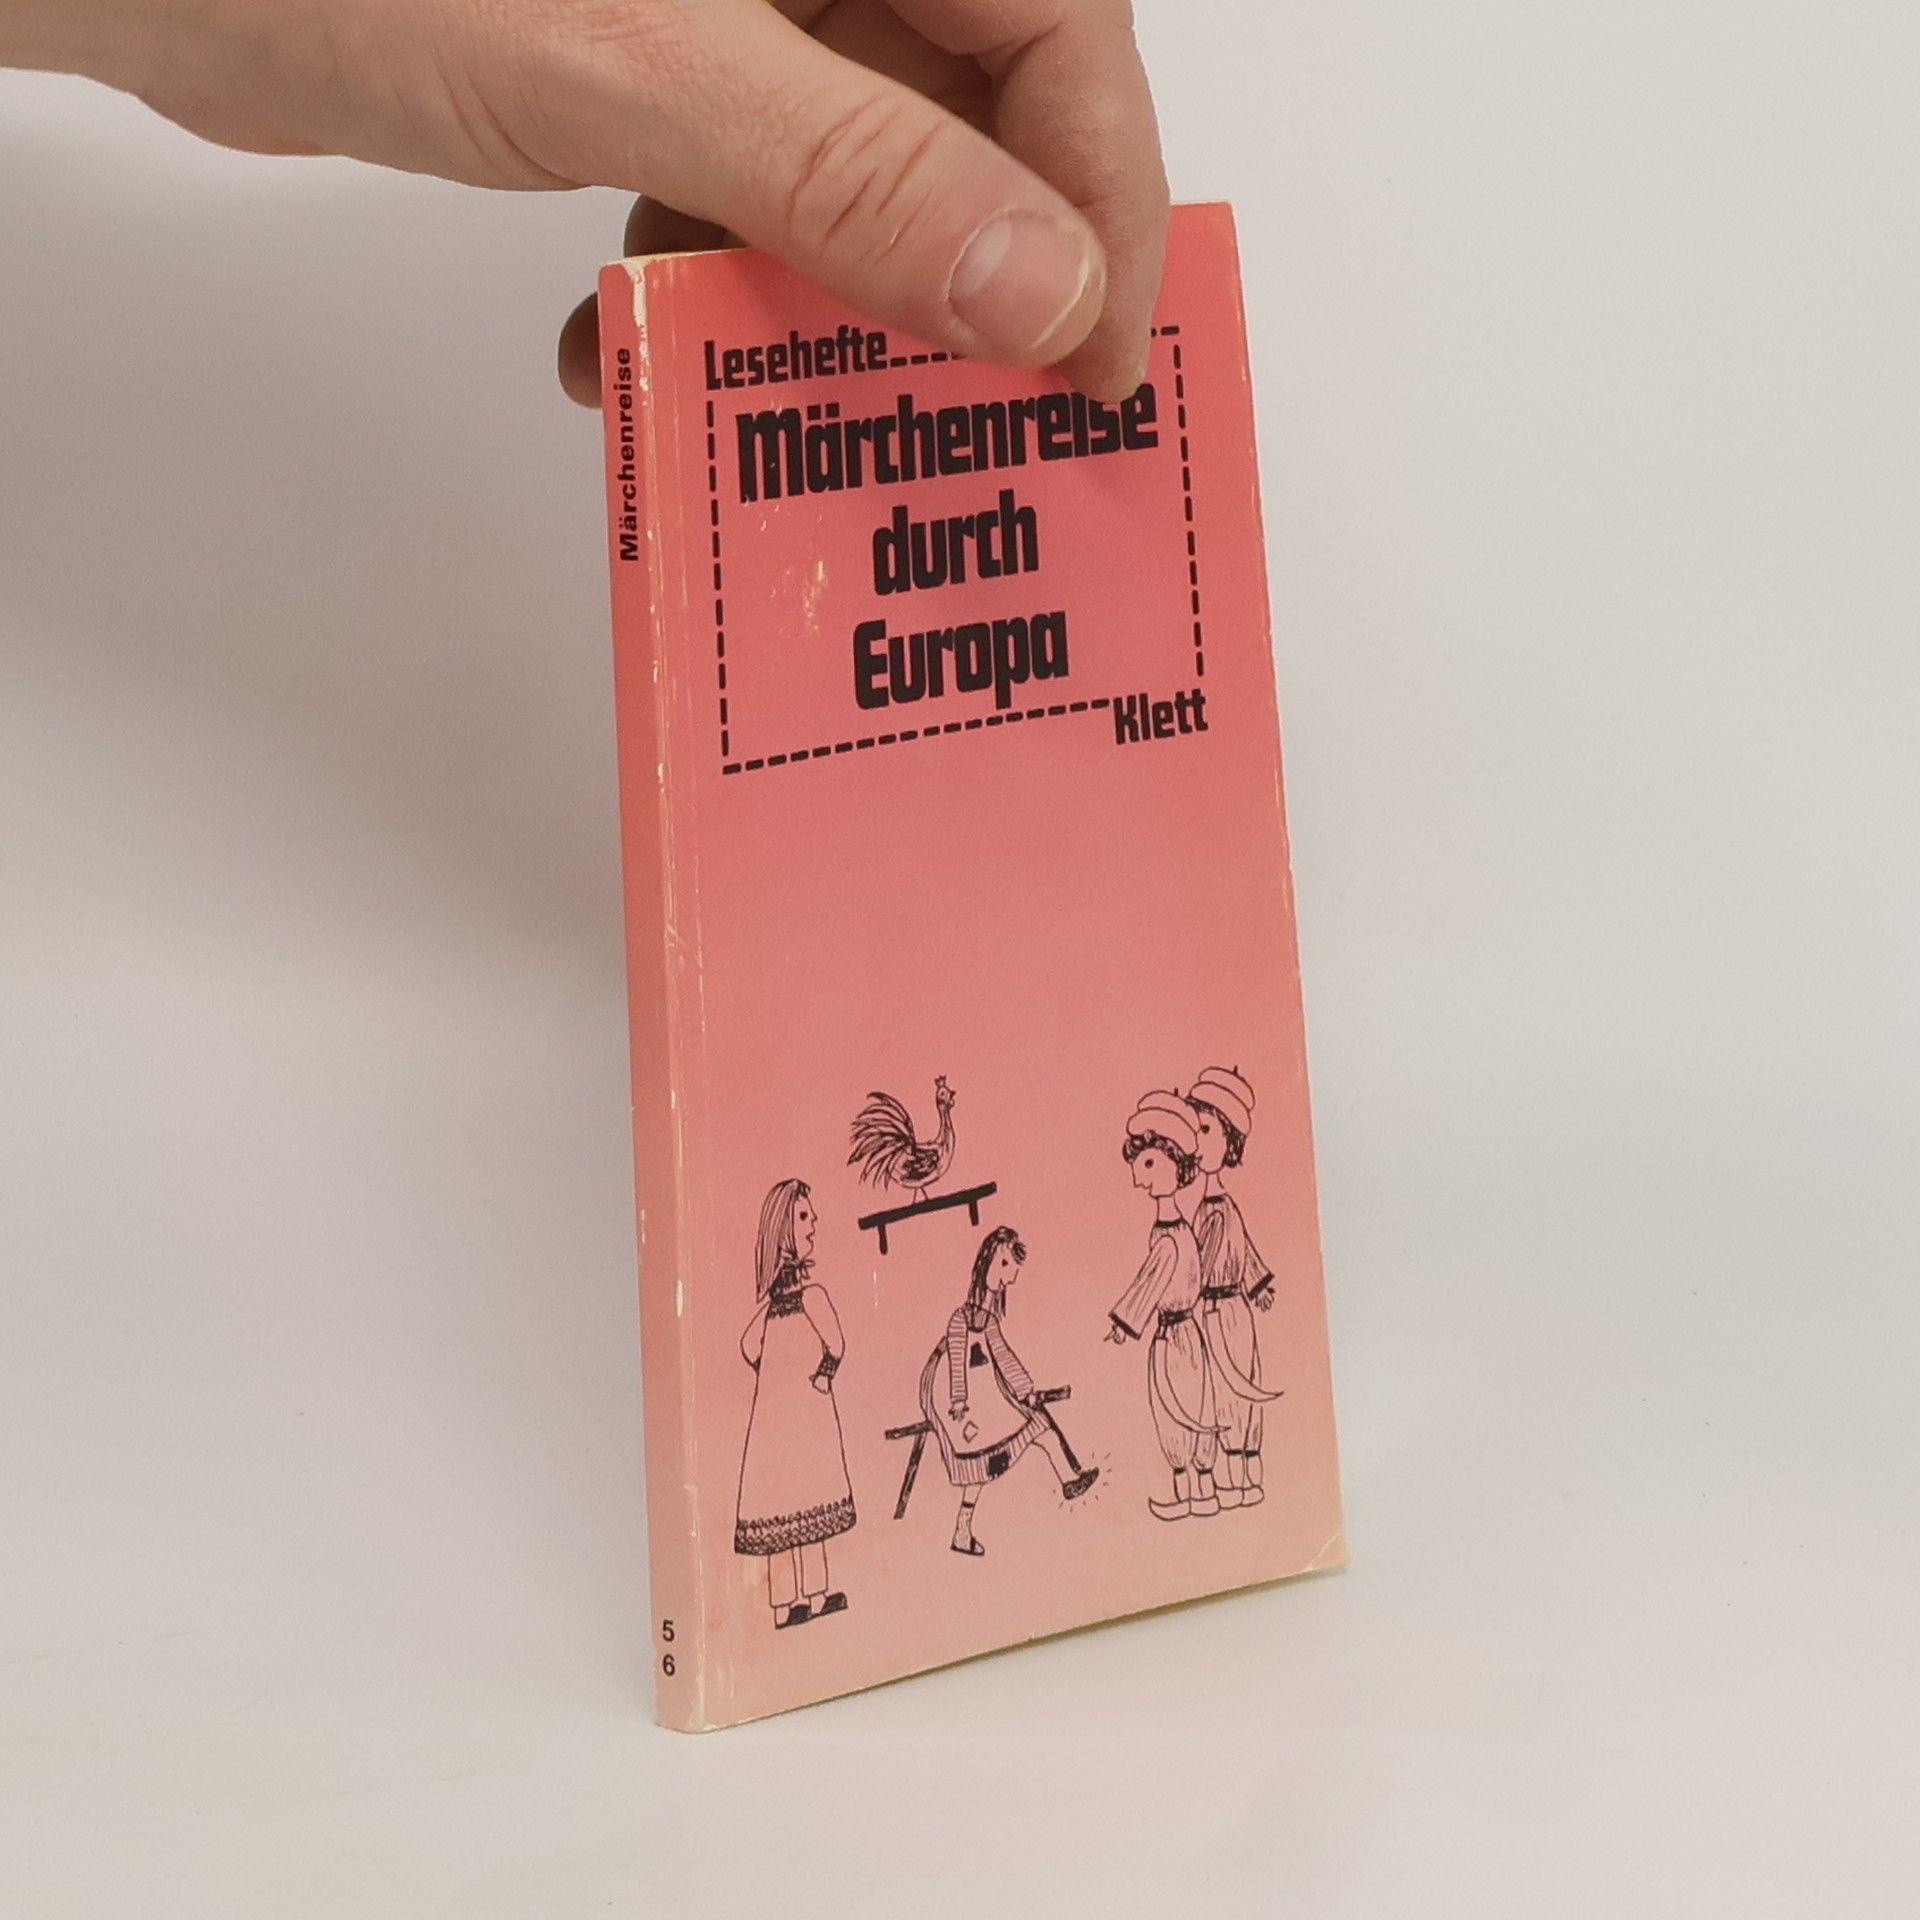 Lesehefte
Märchenreise
durch
Europa
Klett
Märchenreise
5
6